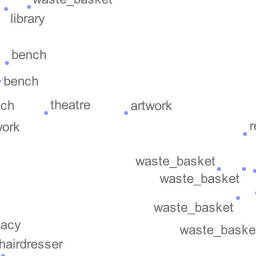 waste_basket
library
bench
bench
ch
theatre
artwork
work
re
waste_basket
waste_basket
waste_basket
waste_baske
acy
hairdresser